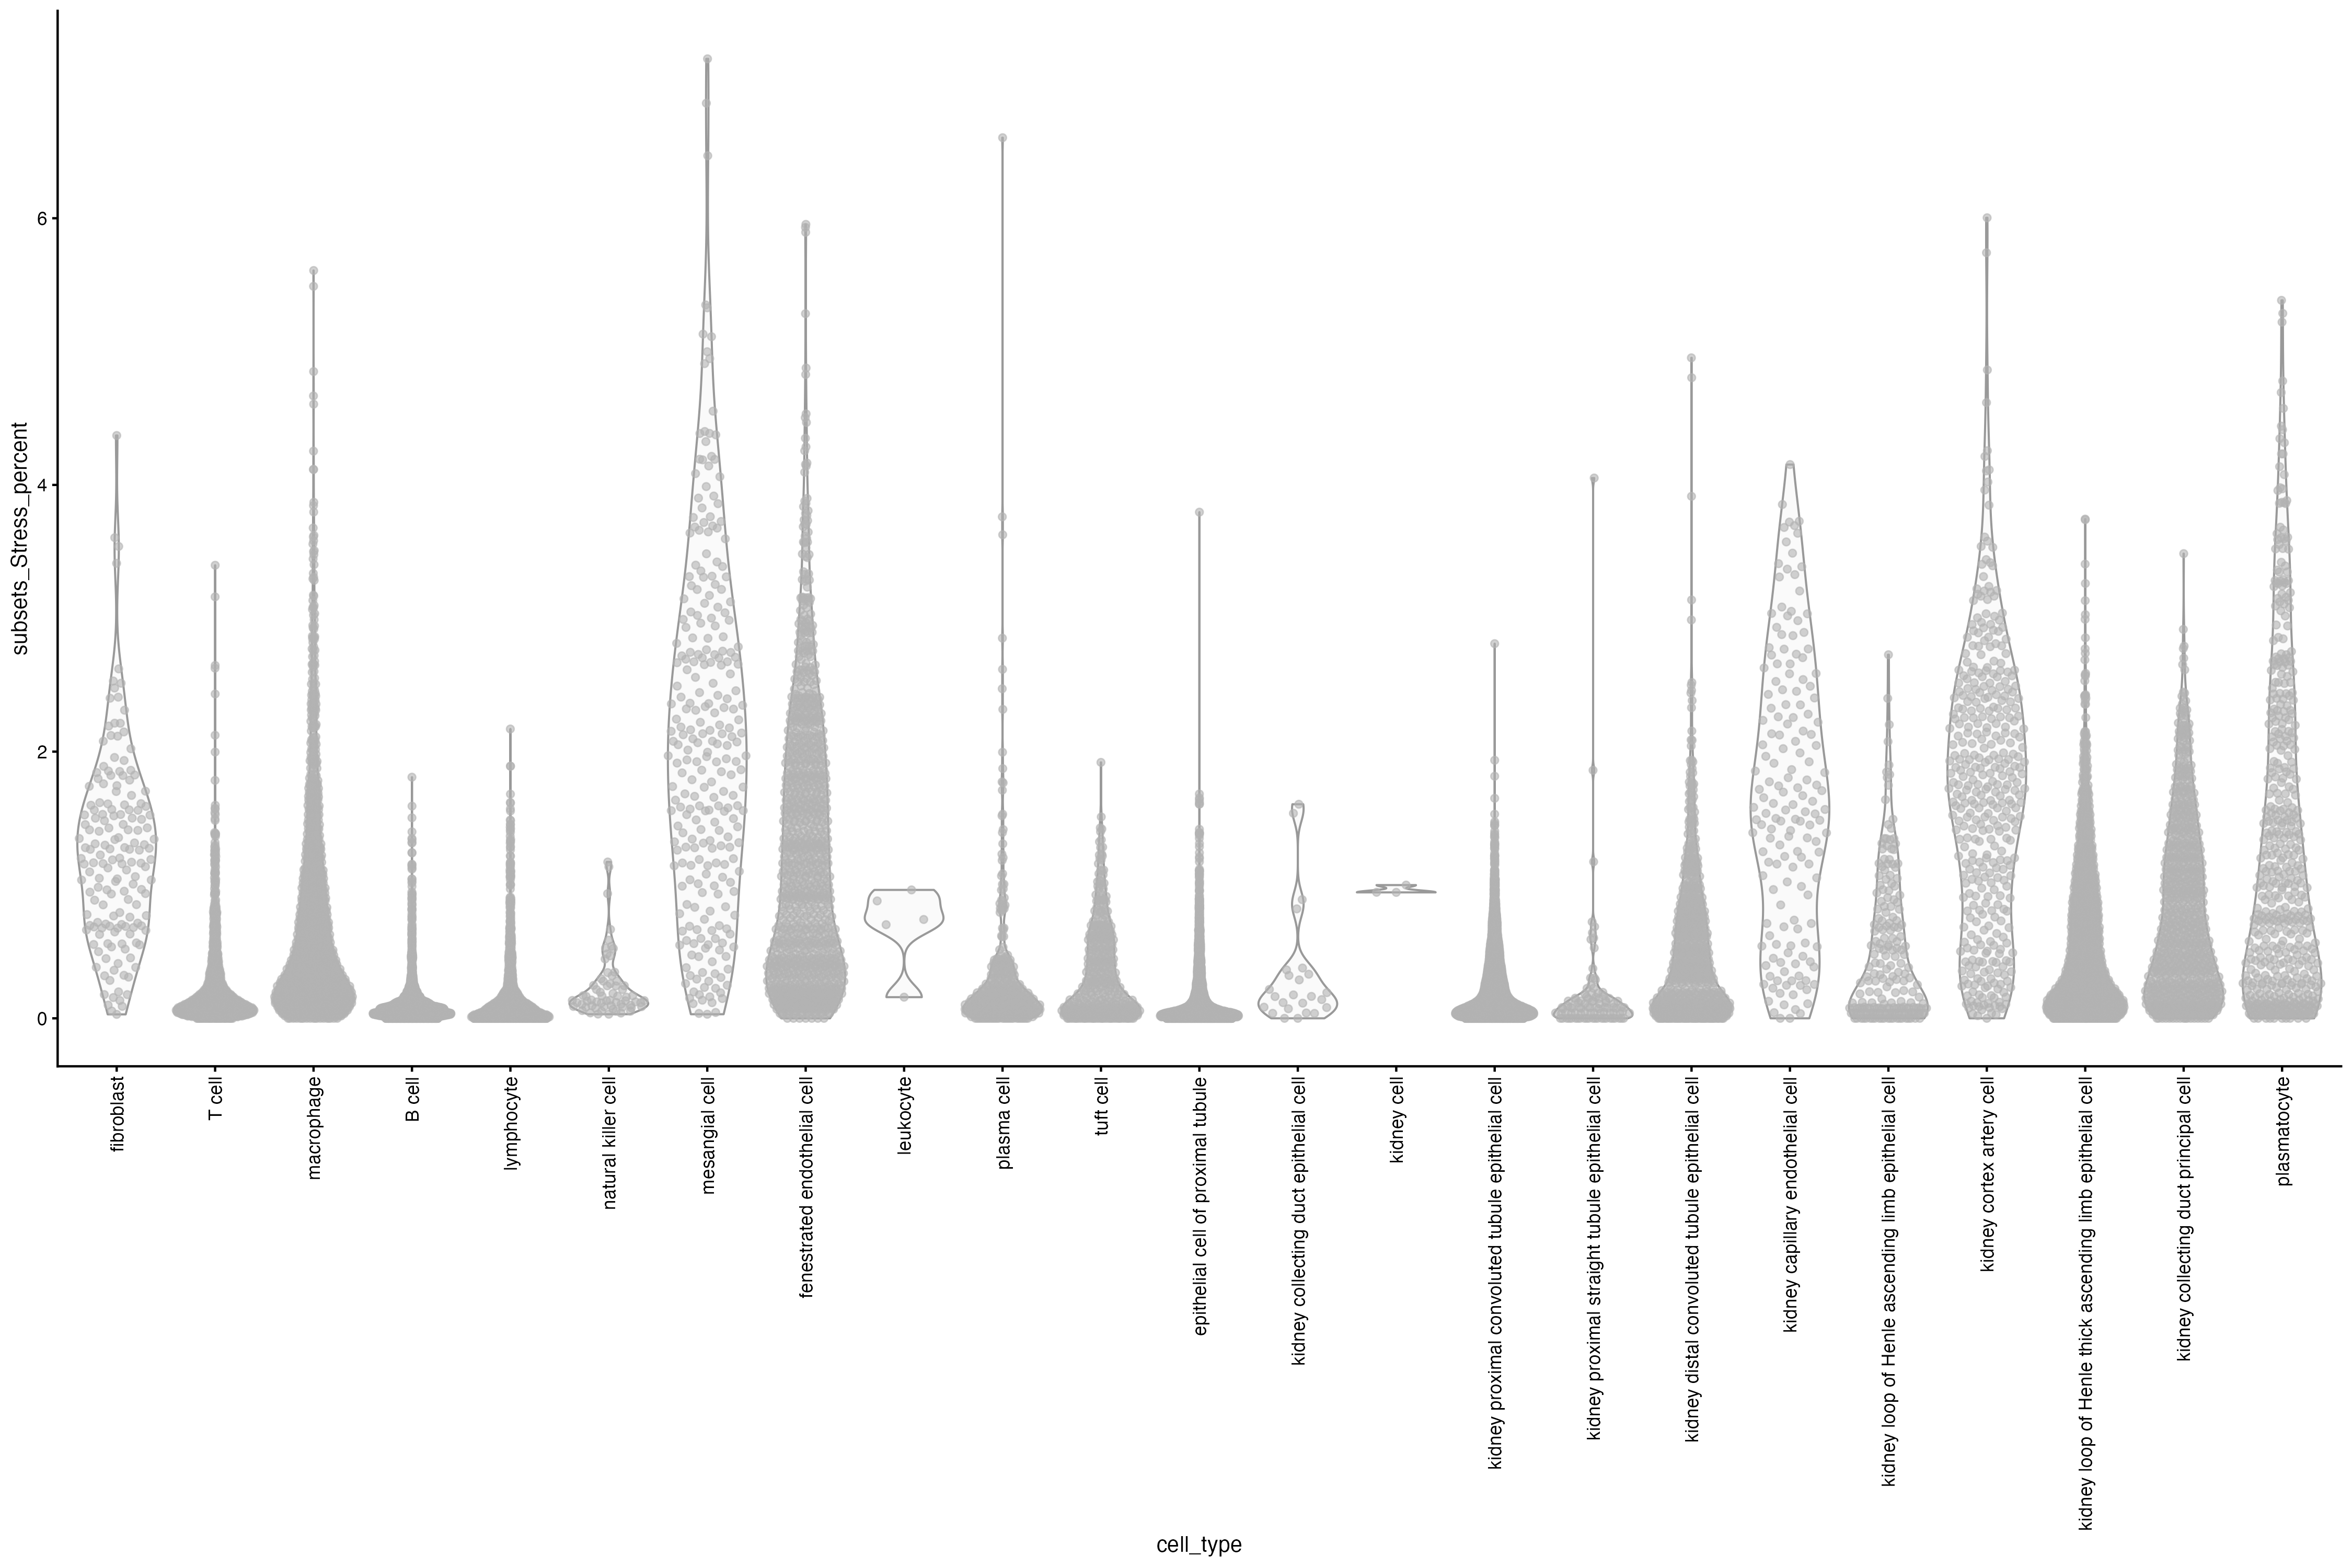 subsets_Stress_percent
6
4
2
0
fibroblast
T cell
macrophage
B cell
lymphocyte
natural killer cell
mesangial cell
fenestrated endothelial cell
leukocyte
plasma cell
tuft cell
epithelial cell of proximal tubule
kidney collecting duct epithelial cell
kidney cell
kidney proximal convoluted tubule epithelial cell
kidney proximal straight tubule epithelial cell
kidney distal convoluted tubule epithelial cell
kidney capillary endothelial cell
kidney loop of Henle ascending limb epithelial cell
kidney cortex artery cell
kidney loop of Henle thick ascending limb epithelial cell
kidney collecting duct principal cell
plasmatocyte
cell_type